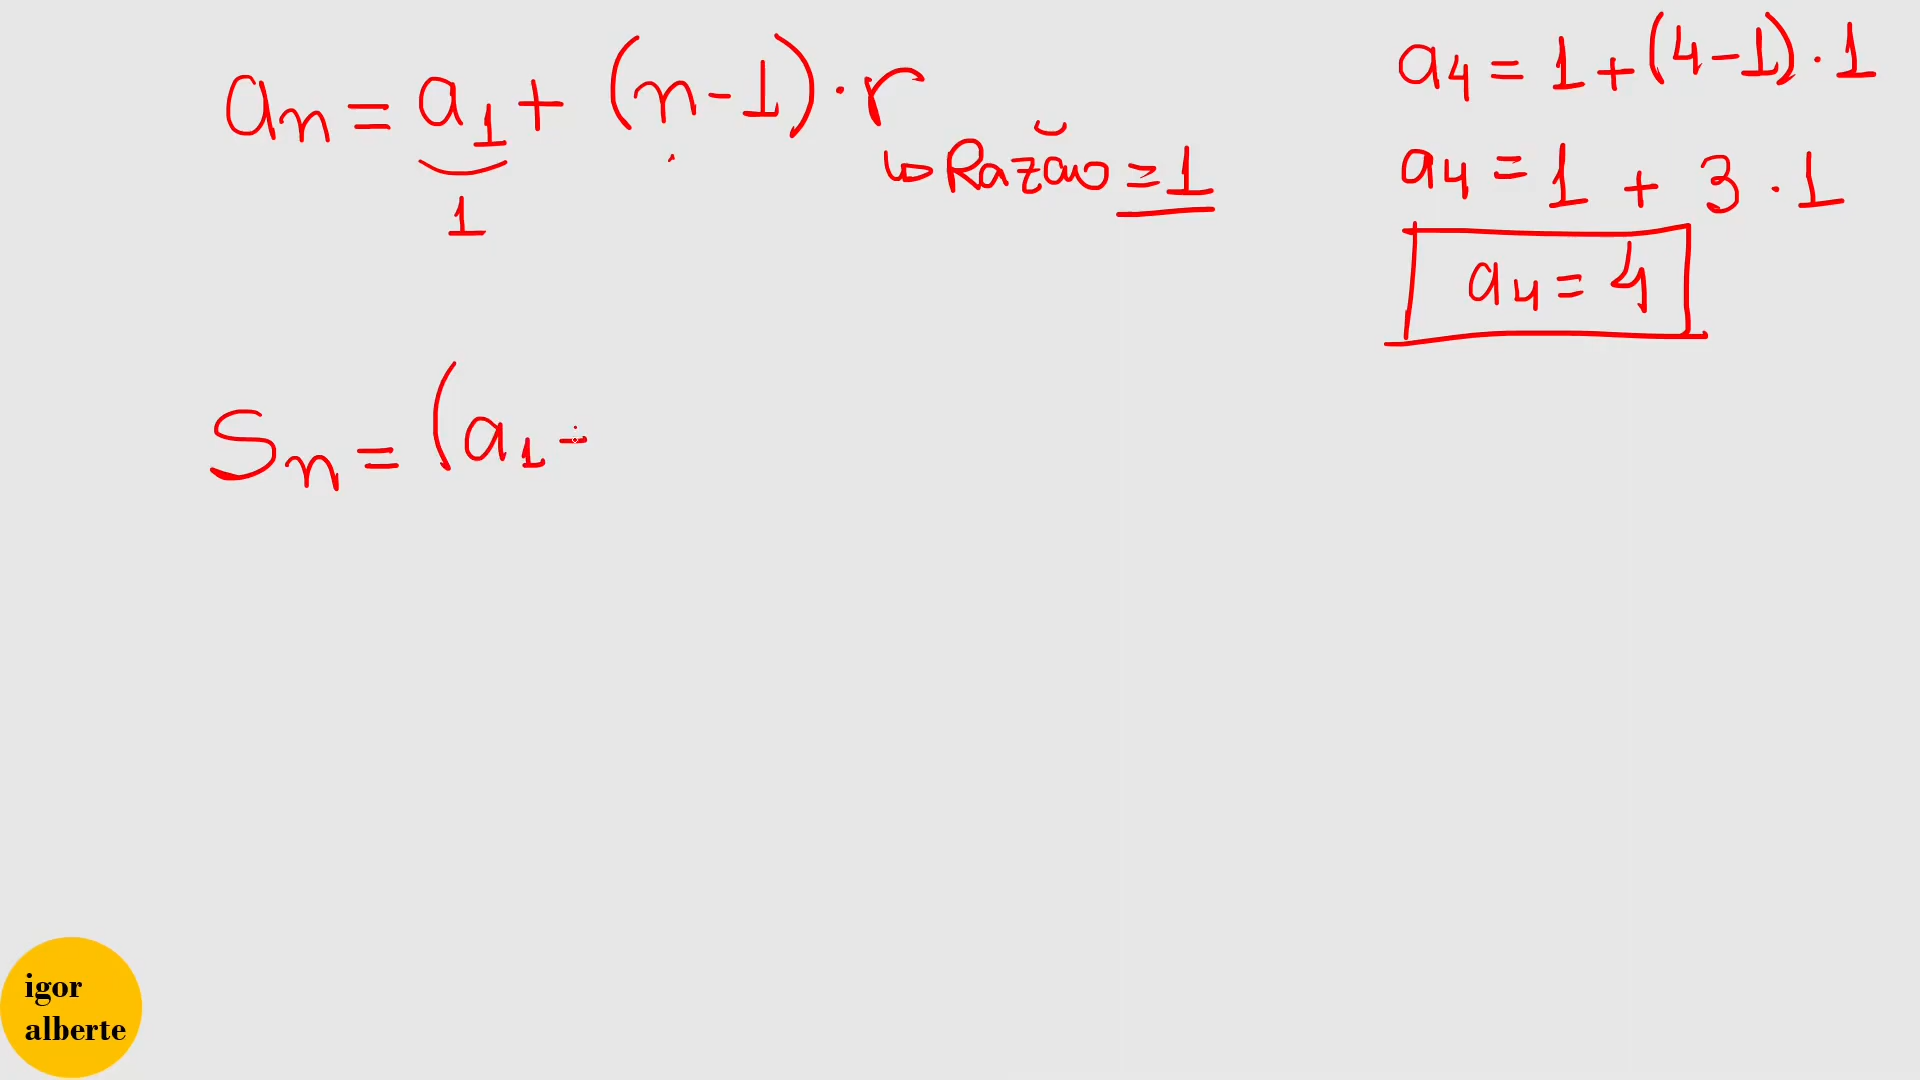 an = a1 + (n-1) · r
1
↳ Razão = 1
a4 = 1 + (4-1) · 1
a4 = 1 + 3 · 1
a4 = 4
Sn = (a1 -
igor
alberte